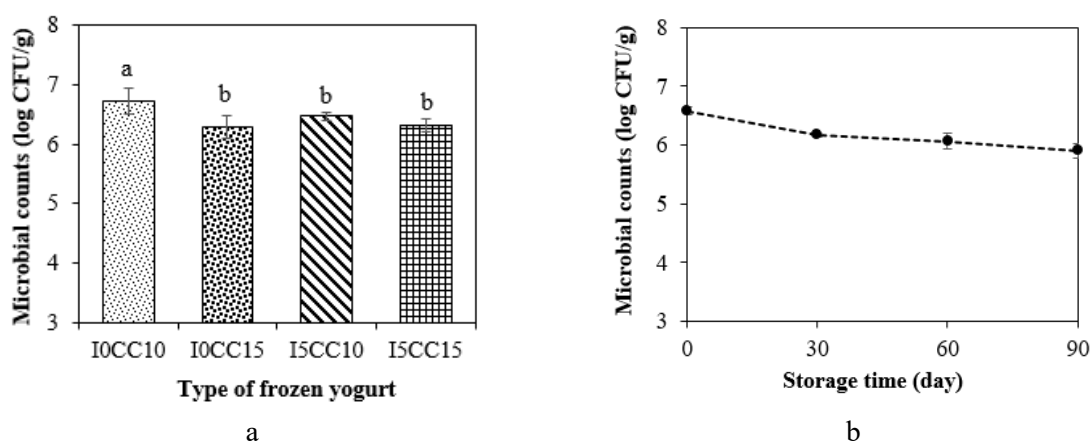 Microbial counts (log CFU/g)
8
7
6
5
4
3
a
b
b
b
I0CC10 I0CC15 I5CC10 I5CC15
Type of frozen yogurt
a
Microbial counts (log CFU/g)
8
7
6
5
4
3
0 30 60 90
Storage time (day)
b